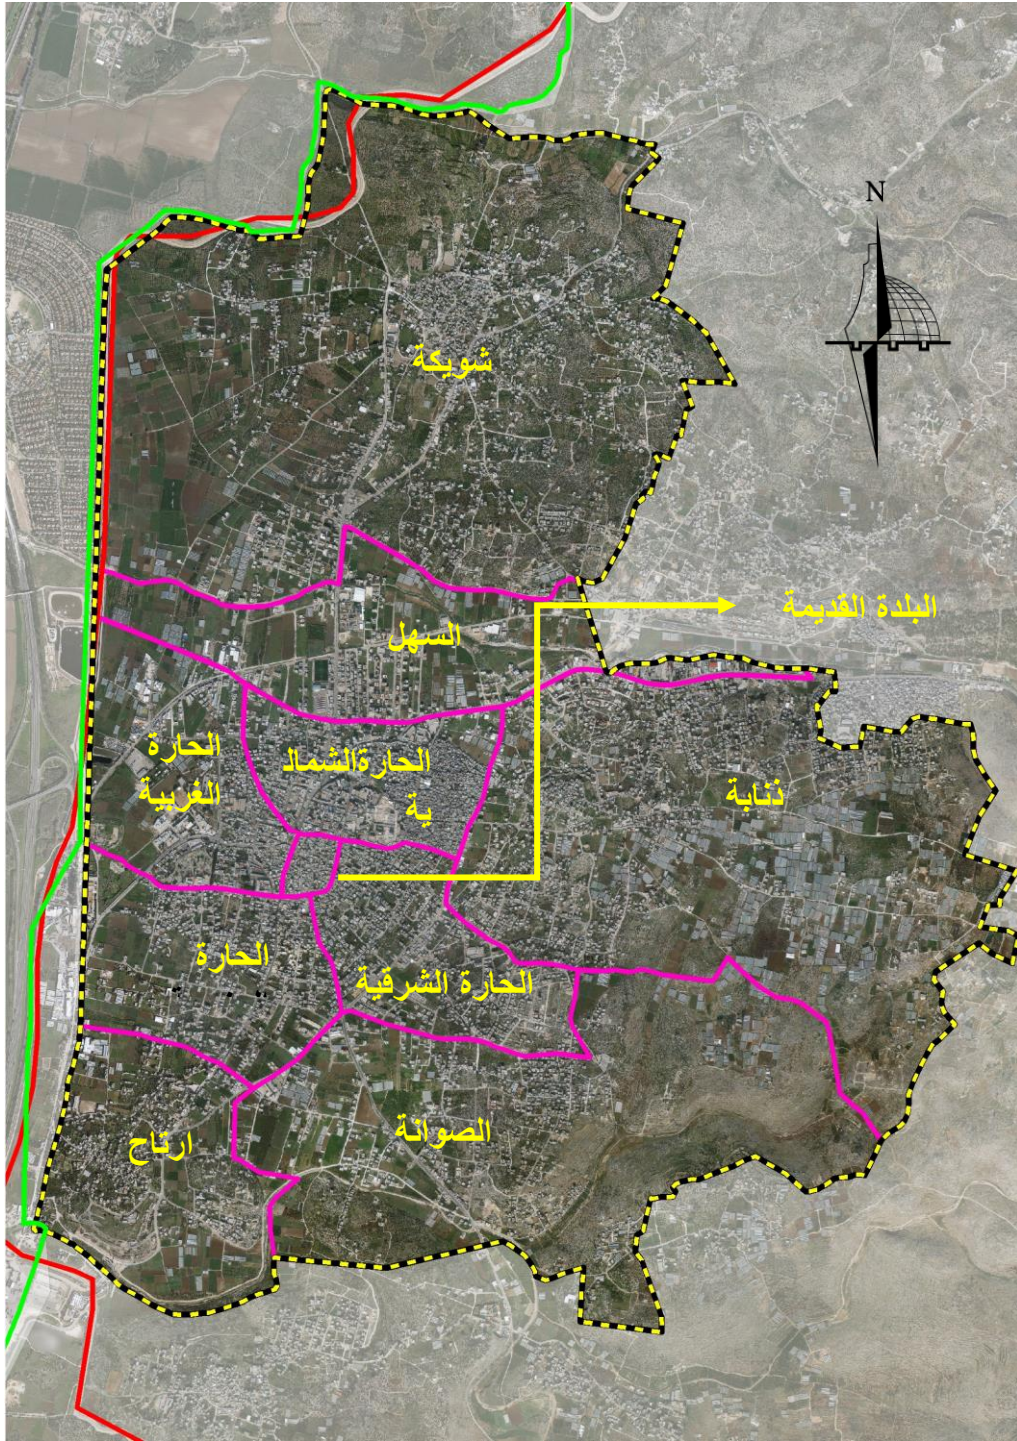 N
شويكة
البلدة القديمة
السهل
الحارة
الغربية
الحارةالشمال
ية
ذنابة
الحارة
الحارة الشرقية
الصوانة
ارتاح